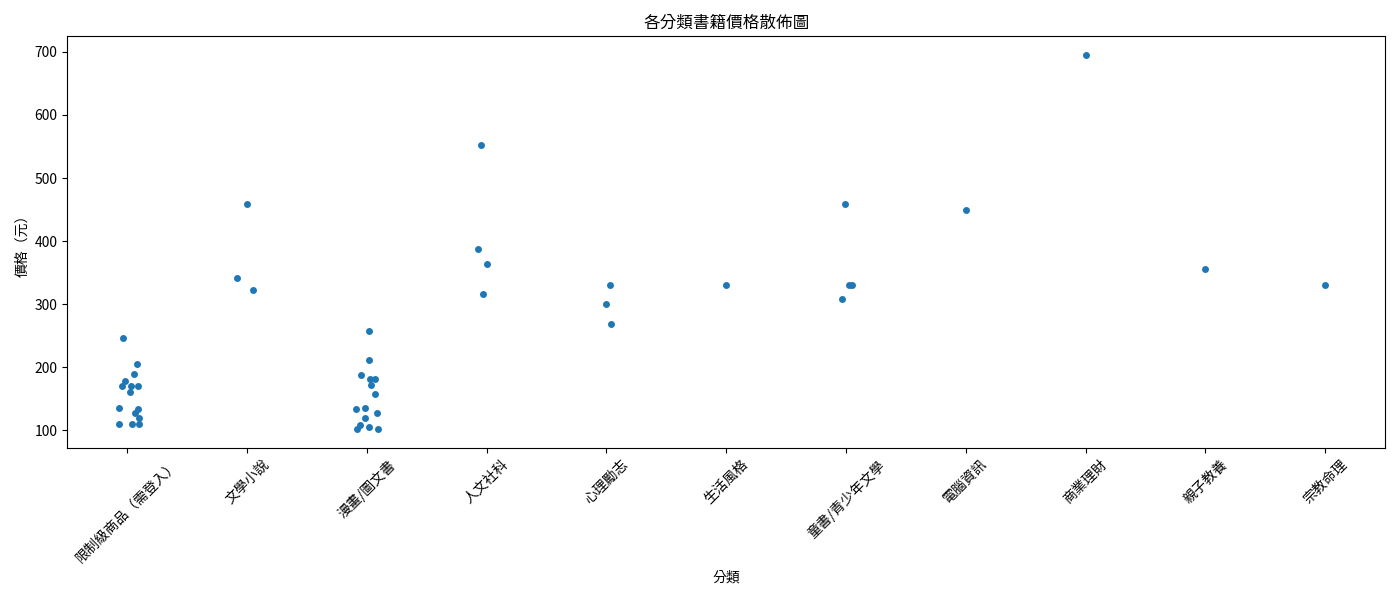 各分類書籍價格散佈圖
價格（元）
700
600
500
400
300
200
100
限制級商品（需登入）
文學小說
漫畫/圖文書
人文社科
心理勵志
生活風格
童書/青少年文學
電腦資訊
商業理財
親子教養
宗教命理
分類